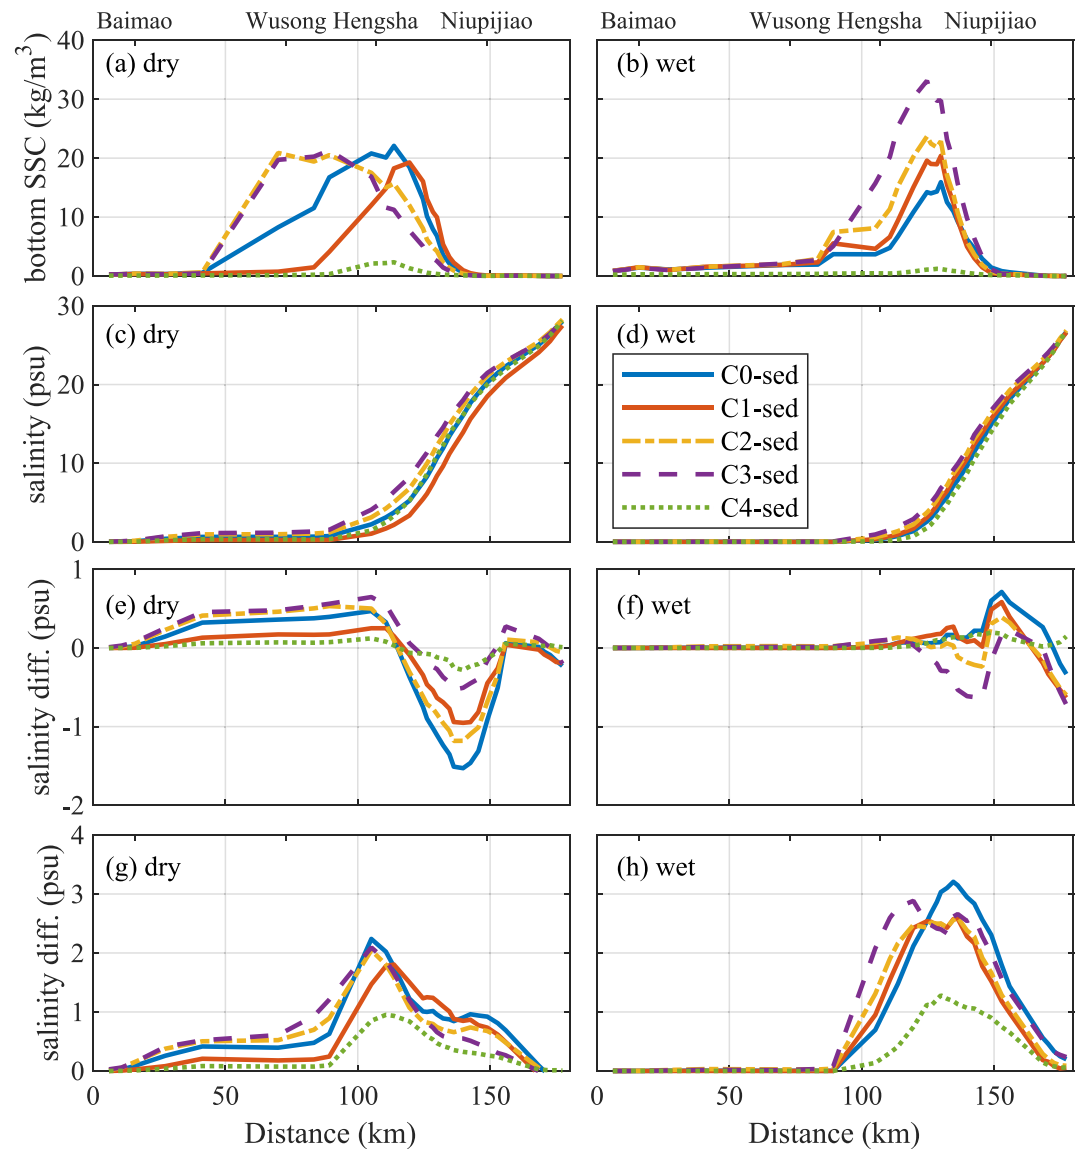 Baimao Wusong Hengsha Niupijiao Baimao Wusong Hengsha Niupijiao
bottom SSC (kg/m³)
40
30
20
10
0
(a) dry
(b) wet
salinity (psu)
30
20
10
0
(c) dry
(d) wet
C0-sed
C1-sed
C2-sed
C3-sed
C4-sed
salinity diff. (psu)
1
0
-1
-2
(e) dry
(f) wet
salinity diff. (psu)
4
3
2
1
0
(g) dry
(h) wet
0 50 100 150 0 50 100 150
Distance (km) Distance (km)